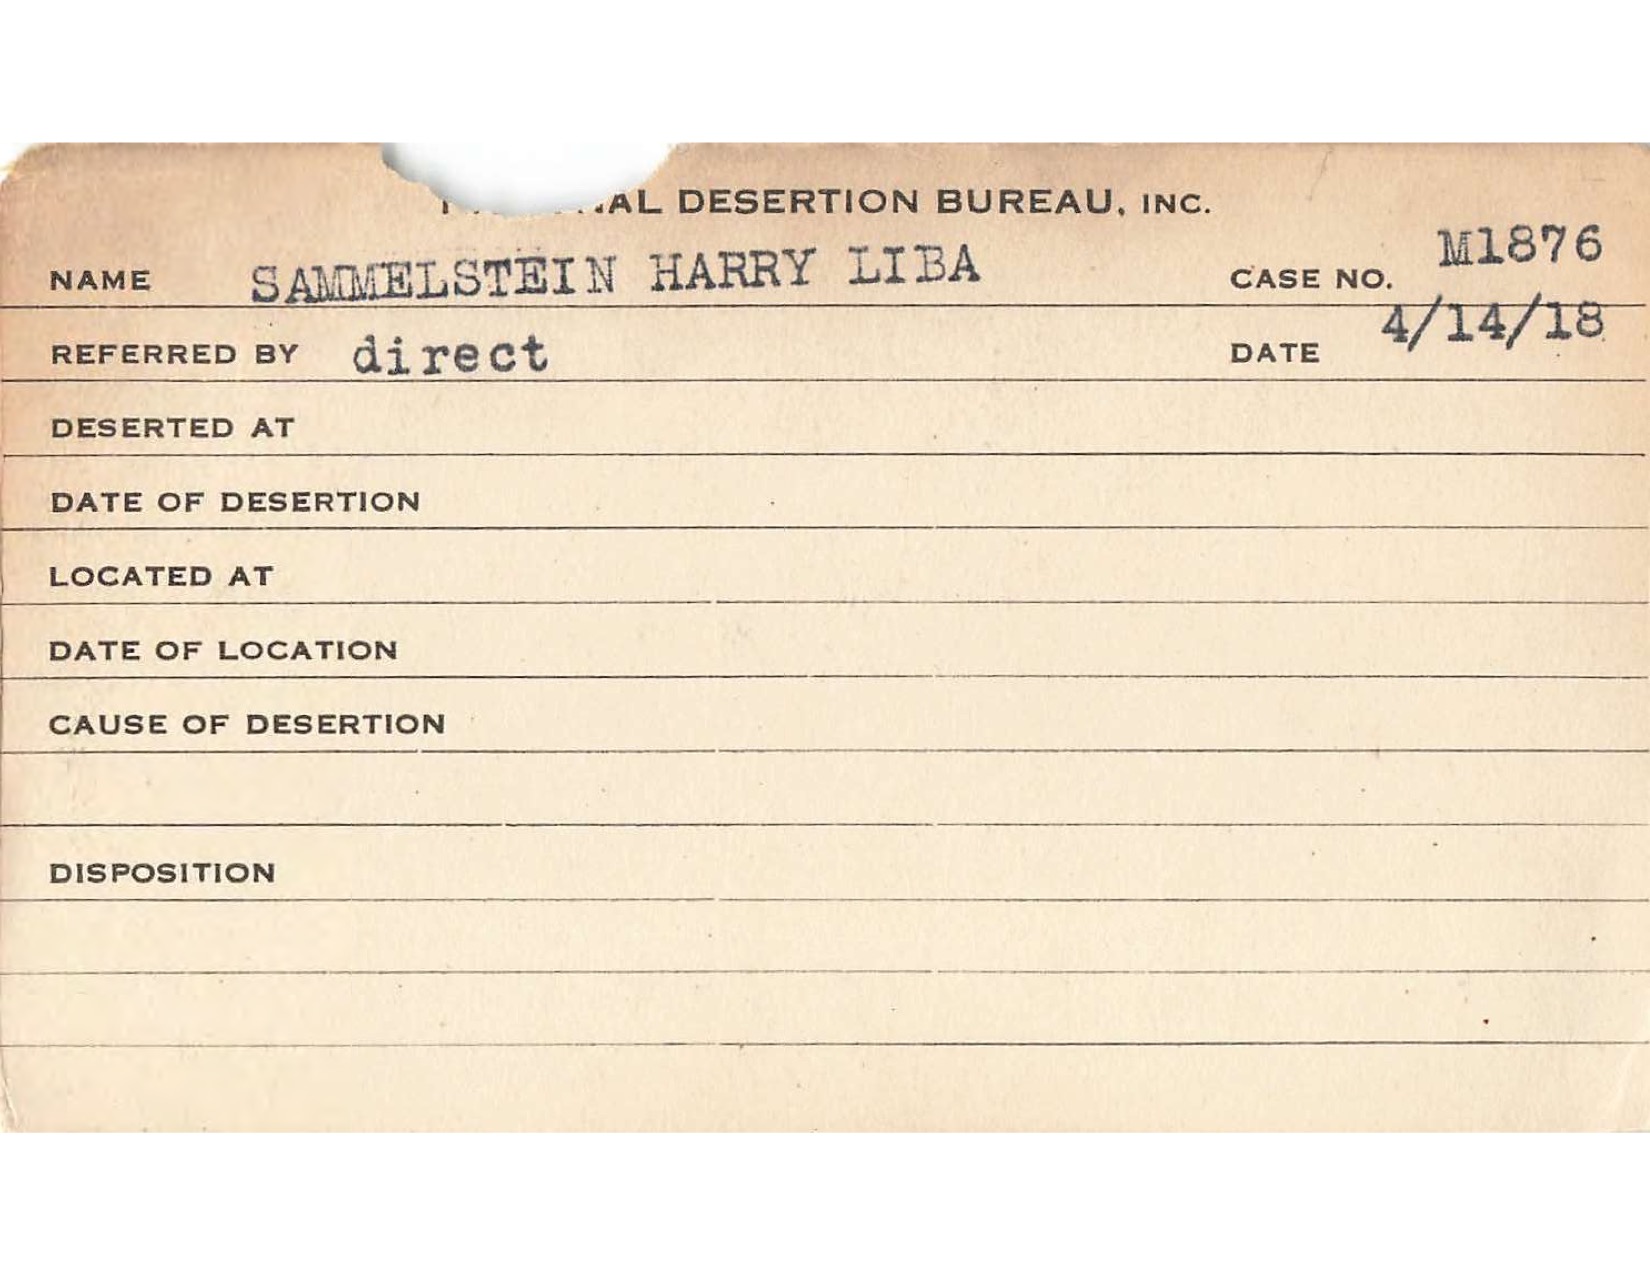 AL DESERTION BUREAU, INC.
NAME SAMMELSTEIN HARRY LIBA CASE NO. M1876
REFERRED BY direct DATE 4/14/18
DESERTED AT
DATE OF DESERTION
LOCATED AT
DATE OF LOCATION
CAUSE OF DESERTION
DISPOSITION